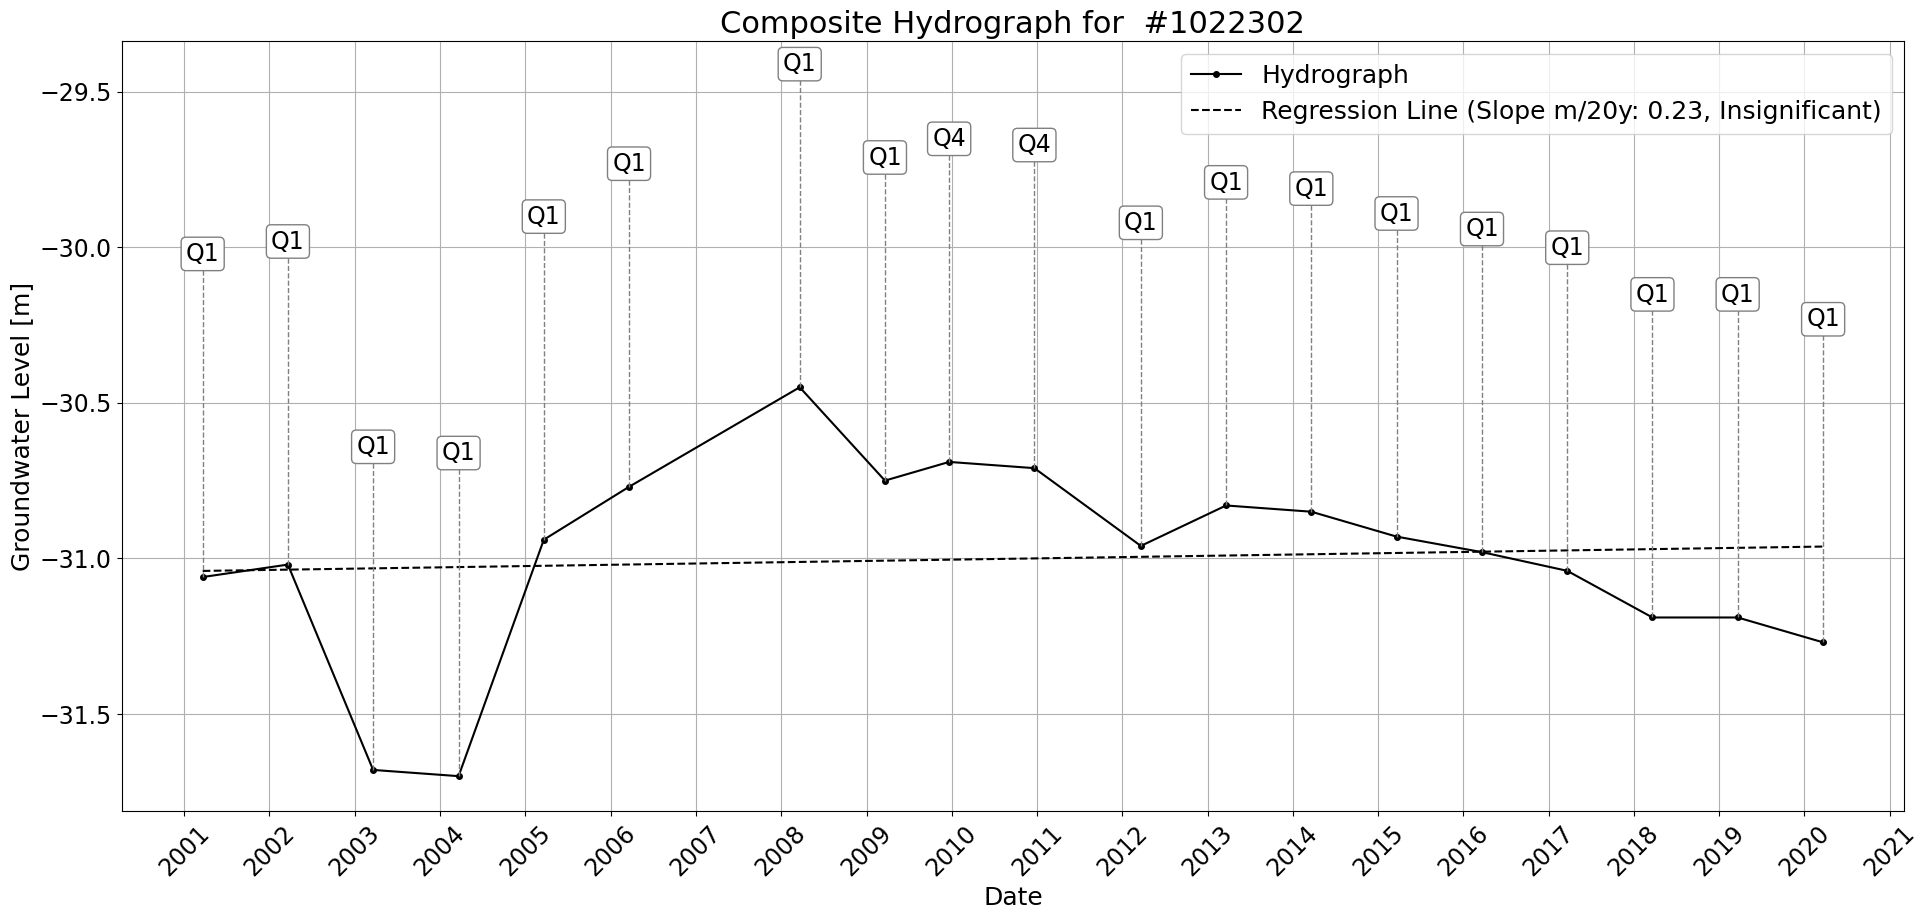 Composite Hydrograph for  #1022302
Hydrograph
Regression Line (Slope m/20y: 0.23, Insignificant)
Groundwater Level [m]
−29.5
−30.0
−30.5
−31.0
−31.5
Q1
Q1
Q1
Q1
Q1
Q1
Q1
Q1
Q4
Q4
Q1
Q1
Q1
Q1
Q1
Q1
Q1
Q1
Q1
2001
2002
2003
2004
2005
2006
2007
2008
2009
2010
2011
2012
2013
2014
2015
2016
2017
2018
2019
2020
2021
Date